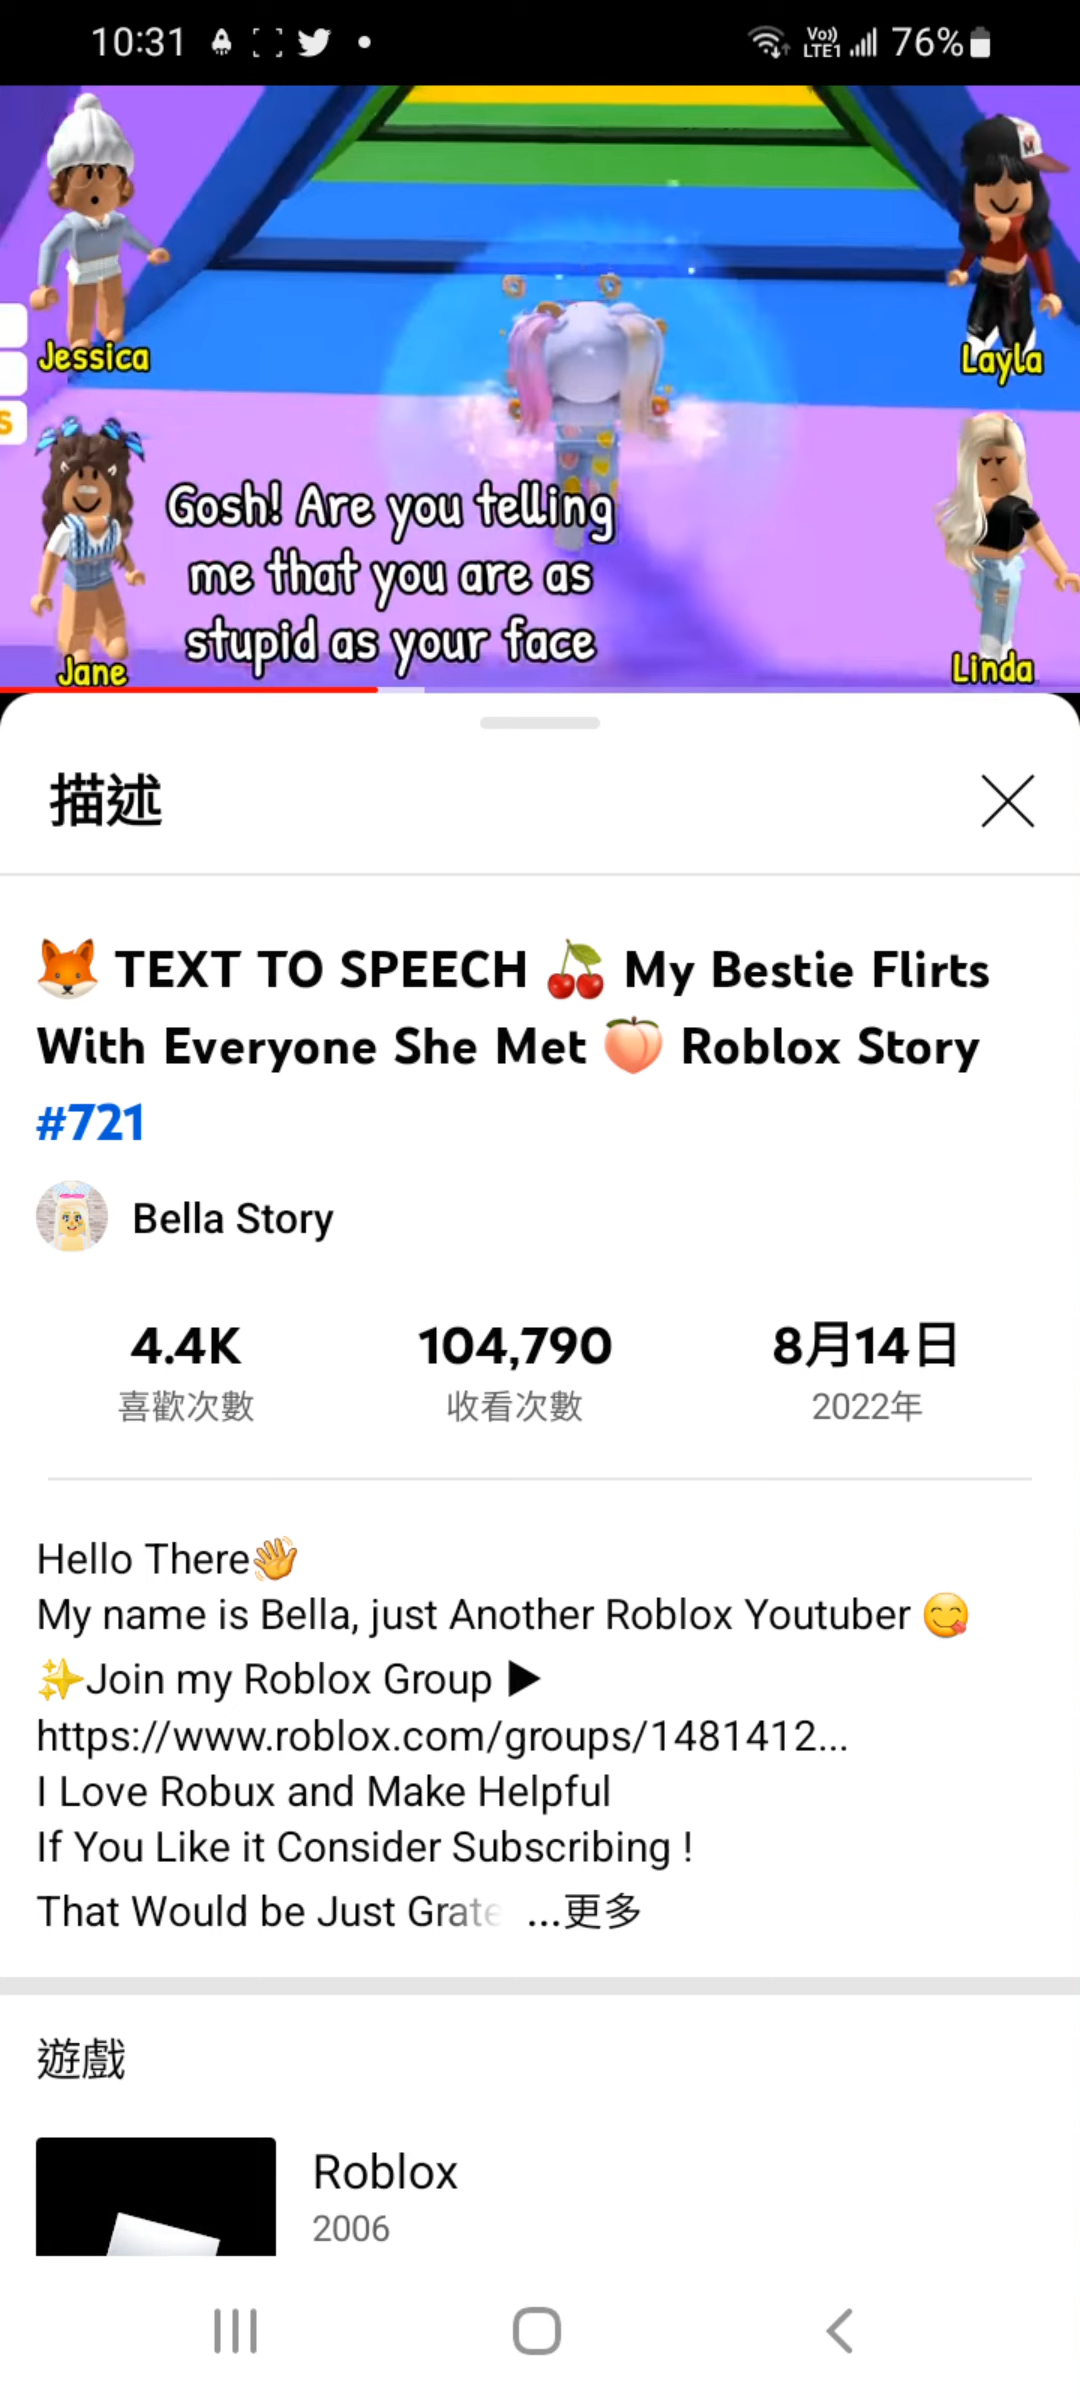 10:31
Vo))
LTE1
76%
Jessica
Layla
S
Gosh! Are you telling
me that you are as
stupid as your face
Jane
Linda
描述
🦊 TEXT TO SPEECH 🍒 My Bestie Flirts
With Everyone She Met 🍑 Roblox Story
#721
Bella Story
4.4K 104,790 8月14日
喜歡次數 收看次數 2022年
Hello There👋
My name is Bella, just Another Roblox Youtuber 😋
✨Join my Roblox Group ▶
https://www.roblox.com/groups/1481412...
I Love Robux and Make Helpful
If You Like it Consider Subscribing !
That Would be Just Grate ...更多
遊戲
Roblox
2006